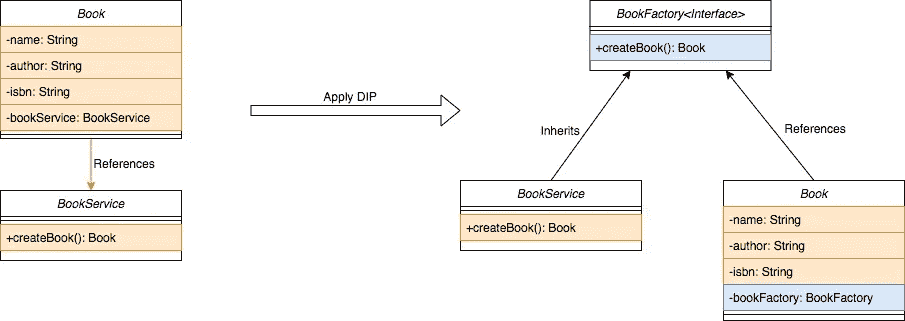 Book
-name: String
-author: String
-isbn: String
-bookService: BookService
References
BookService
+createBook(): Book
Apply DIP
BookFactory<Interface>
+createBook(): Book
Inherits
References
BookService
+createBook(): Book
Book
-name: String
-author: String
-isbn: String
-bookFactory: BookFactory